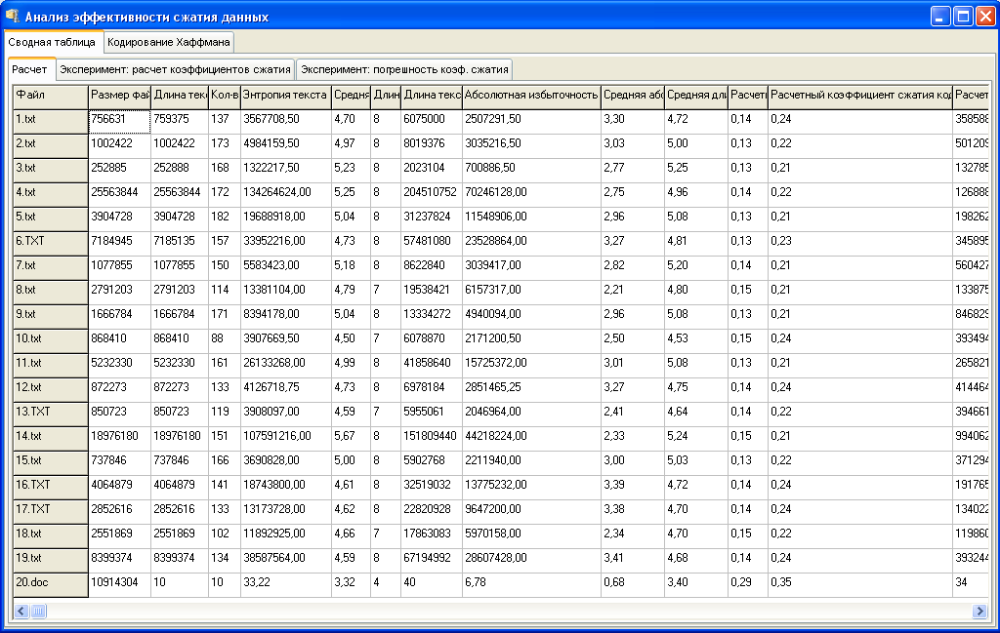 Анализ эффективности сжатия данных
Сводная таблица Кодирование Хаффмана
Расчет Эксперимент: расчет коэффициентов сжатия Эксперимент: погрешность коэф. сжатия
Файл Размер фай Длина текс Кол-в Энтропия текста Средня Длин Длина текс Абсолютная избыточность Средняя абс Средняя дли Расчетн Расчетный коэффициент сжатия код Расчет
1.txt 756631 759375 137 3567708,50 4,70 8 6075000 2507291,50 3,30 4,72 0,14 0,24 358588
2.txt 1002422 1002422 173 4984159,50 4,97 8 8019376 3035216,50 3,03 5,00 0,13 0,22 501209
3.txt 252885 252888 168 1322217,50 5,23 8 2023104 700886,50 2,77 5,25 0,13 0,21 132785
4.txt 25563844 25563844 172 134264624,00 5,25 8 204510752 70246128,00 2,75 4,96 0,14 0,22 126888
5.txt 3904728 3904728 182 19688918,00 5,04 8 31237824 11548906,00 2,96 5,08 0,13 0,21 198262
6.TXT 7184945 7185135 157 33952216,00 4,73 8 57481080 23528864,00 3,27 4,81 0,13 0,23 345895
7.txt 1077855 1077855 150 5583423,00 5,18 8 8622840 3039417,00 2,82 5,20 0,14 0,21 560427
8.txt 2791203 2791203 114 13381104,00 4,79 7 19538421 6157317,00 2,21 4,80 0,15 0,21 133875
9.txt 1666784 1666784 171 8394178,00 5,04 8 13334272 4940094,00 2,96 5,08 0,13 0,21 846829
10.txt 868410 868410 88 3907669,50 4,50 7 6078870 2171200,50 2,50 4,53 0,15 0,24 393494
11.txt 5232330 5232330 161 26133268,00 4,99 8 41858640 15725372,00 3,01 5,08 0,13 0,21 265821
12.txt 872273 872273 133 4126718,75 4,73 8 6978184 2851465,25 3,27 4,75 0,14 0,24 414464
13.TXT 850723 850723 119 3908097,00 4,59 7 5955061 2046964,00 2,41 4,64 0,14 0,22 394661
14.txt 18976180 18976180 151 107591216,00 5,67 8 151809440 44218224,00 2,33 5,24 0,15 0,21 994062
15.txt 737846 737846 166 3690828,00 5,00 8 5902768 2211940,00 3,00 5,03 0,13 0,22 371294
16.TXT 4064879 4064879 141 18743800,00 4,61 8 32519032 13775232,00 3,39 4,72 0,14 0,24 191765
17.TXT 2852616 2852616 133 13173728,00 4,62 8 22820928 9647200,00 3,38 4,70 0,14 0,24 134022
18.txt 2551869 2551869 102 11892925,00 4,66 7 17863083 5970158,00 2,34 4,70 0,15 0,22 119860
19.txt 8399374 8399374 134 38587564,00 4,59 8 67194992 28607428,00 3,41 4,68 0,14 0,24 393244
20.doc 10914304 10 10 33,22 3,32 4 40 6,78 0,68 3,40 0,29 0,35 34